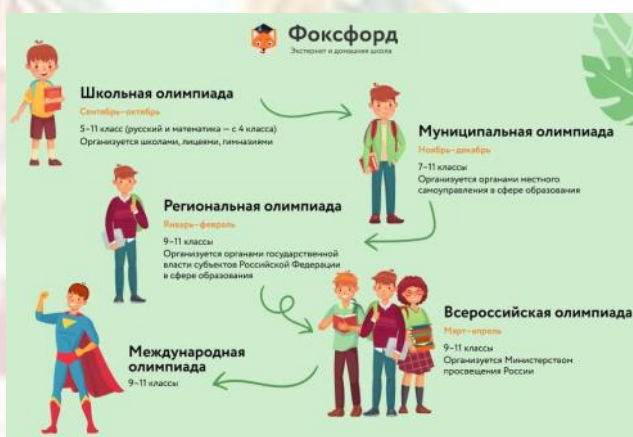 Фоксфорд
Экстернат и домашняя школа
Школьная олимпиада
Сентябрь–октябрь
5–11 класс (русский и математика — с 4 класса)
Организуется школами, лицеями, гимназиями
Муниципальная олимпиада
Ноябрь–декабрь
7–11 классы
Организуется органами местного
самоуправления в сфере образования
Региональная олимпиада
Январь–февраль
9–11 классы
Организуется органами государственной
власти субъектов Российской Федерации
в сфере образования
Всероссийская олимпиада
Март–апрель
9–11 классы
Организуется Министерством
просвещения России
Международная
олимпиада
9–11 классы